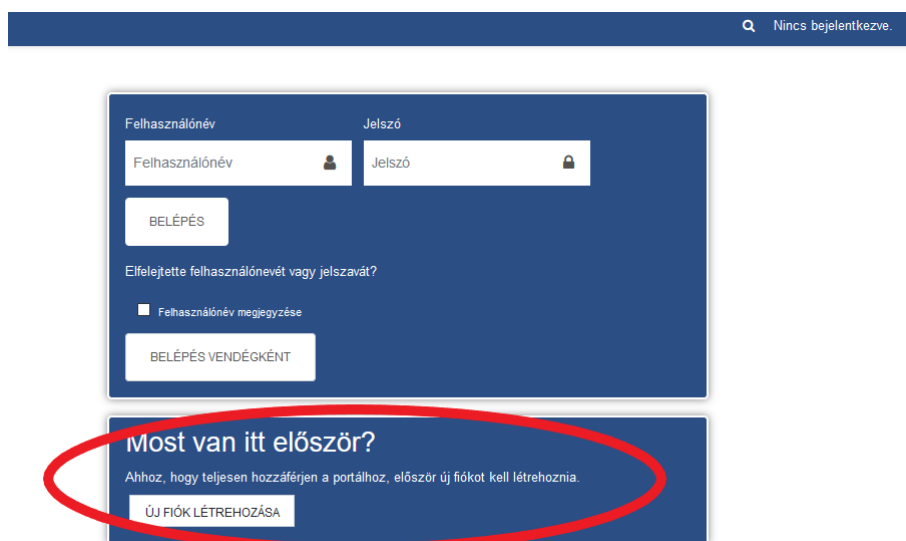 Nincs bejelentkezve.
Felhasználónév Jelszó
Felhasználónév Jelszó
BELÉPÉS
Elfelejtette felhasználónevét vagy jelszavát?
Felhasználónév megjegyzése
BELÉPÉS VENDÉGKÉNT
Most van itt először?
Ahhoz, hogy teljesen hozzáférjen a portálhoz, először új fiókot kell létrehoznia.
ÚJ FIÓK LÉTREHOZÁSA